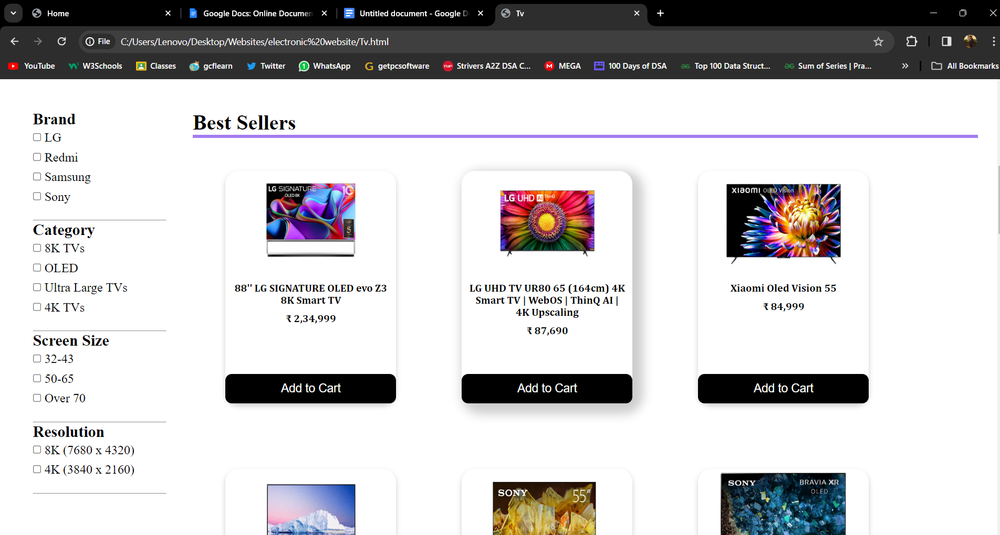 Home
Google Docs: Online Documen
Untitled document - Google D
Tv
File
C:/Users/Lenovo/Desktop/Websites/electronic%20website/Tv.html
YouTube
W3Schools
Classes
gcflearn
Twitter
WhatsApp
getpcsoftware
Strivers A2Z DSA C...
MEGA
100 Days of DSA
Top 100 Data Struct...
Sum of Series | Pra...
All Bookmarks
Brand
LG
Redmi
Samsung
Sony
Category
8K TVs
OLED
Ultra Large TVs
4K TVs
Screen Size
32-43
50-65
Over 70
Resolution
8K (7680 x 4320)
4K (3840 x 2160)
Best Sellers
LG SIGNATURE
OLED 8K
10
5
88'' LG SIGNATURE OLED evo Z3
8K Smart TV
₹ 2,34,999
Add to Cart
LG UHD AI ThinQ
LG UHD TV UR80 65 (164cm) 4K
Smart TV | WebOS | ThinQ AI |
4K Upscaling
₹ 87,690
Add to Cart
XIAOMI OLED Vision
Xiaomi Oled Vision 55
₹ 84,999
Add to Cart
SONY
55"
SONY
BRAVIA XR
OLED